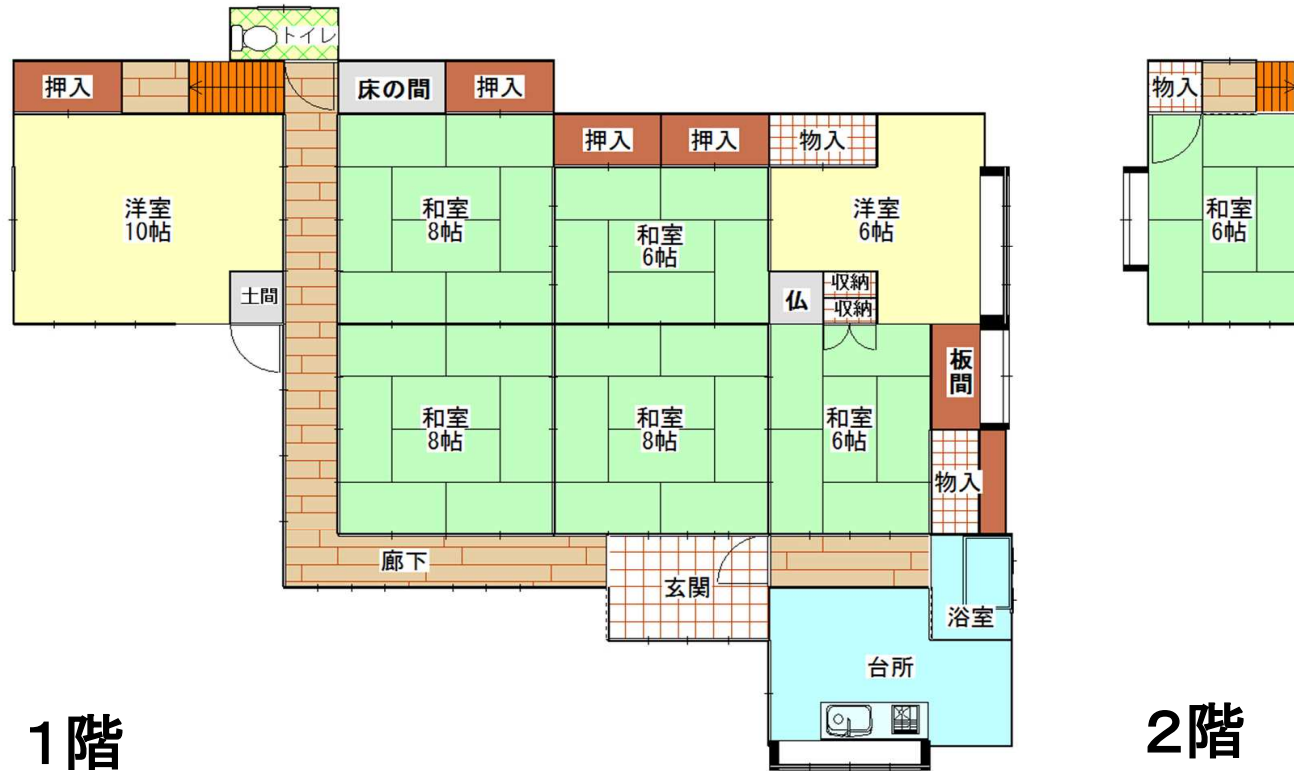 トイレ
押入
床の間
押入
物入
押入
押入
物入
洋室
10帖
和室
8帖
和室
6帖
洋室
6帖
和室
6帖
土間
仏
収納
収納
板間
和室
8帖
和室
8帖
和室
6帖
物入
廊下
玄関
浴室
台所
1階
2階